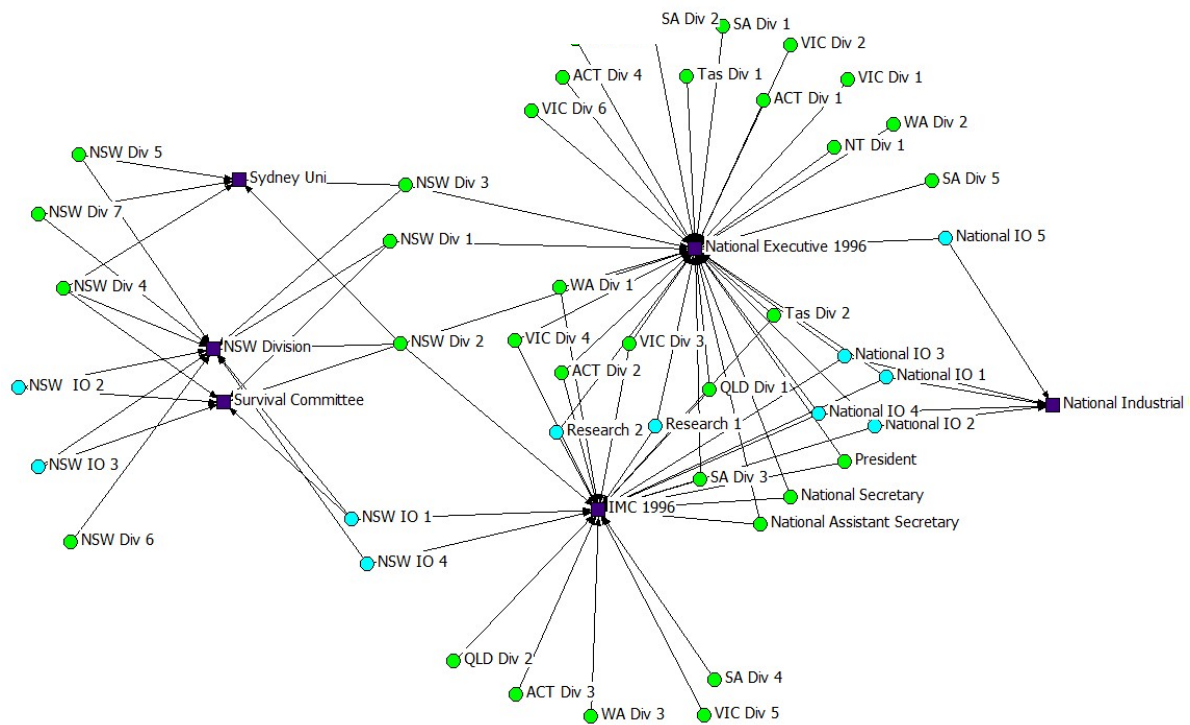 SA Div 2
SA Div 1
VIC Div 2
ACT Div 4
Tas Div 1
VIC Div 1
VIC Div 6
ACT Div 1
WA Div 2
NT Div 1
NSW Div 5
Sydney Uni
NSW Div 3
SA Div 5
NSW Div 7
NSW Div 1
National Executive 1996
National IO 5
NSW Div 4
WA Div 1
Tas Div 2
NSW Division
NSW Div 2
VIC Div 4
VIC Div 3
National IO 3
ACT Div 2
National IO 1
NSW  IO 2
Survival Committee
QLD Div 1
National Industrial
National IO 4
National IO 2
Research 2
Research 1
NSW IO 3
President
SA Div 3
National Secretary
IMC 1996
NSW IO 1
National Assistant Secretary
NSW Div 6
NSW IO 4
QLD Div 2
SA Div 4
ACT Div 3
WA Div 3
VIC Div 5